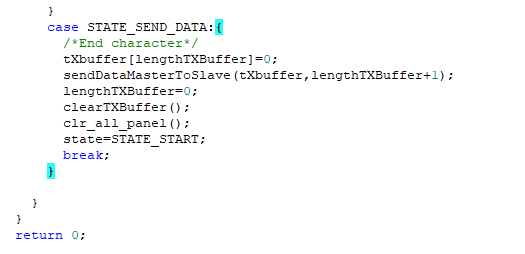 }
case STATE_SEND_DATA:{
/*End character*/
tXbuffer[lengthTXBuffer]=0;
sendDataMasterToSlave(tXbuffer,lengthTXBuffer+1);
lengthTXBuffer=0;
clearTXBuffer();
clr_all_panel();
state=STATE_START;
break;
}
}
}
return 0;